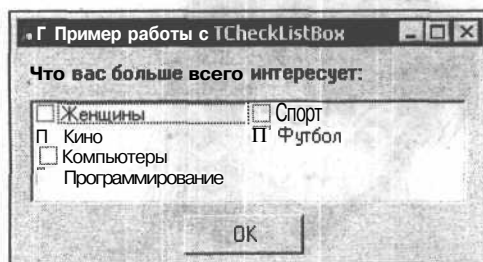 Г Пример работы с TCheckListBox
Что вас больше всего интересует:
Женщины Спорт
П Кино П Футбол
Компьютеры
Программирование
OK